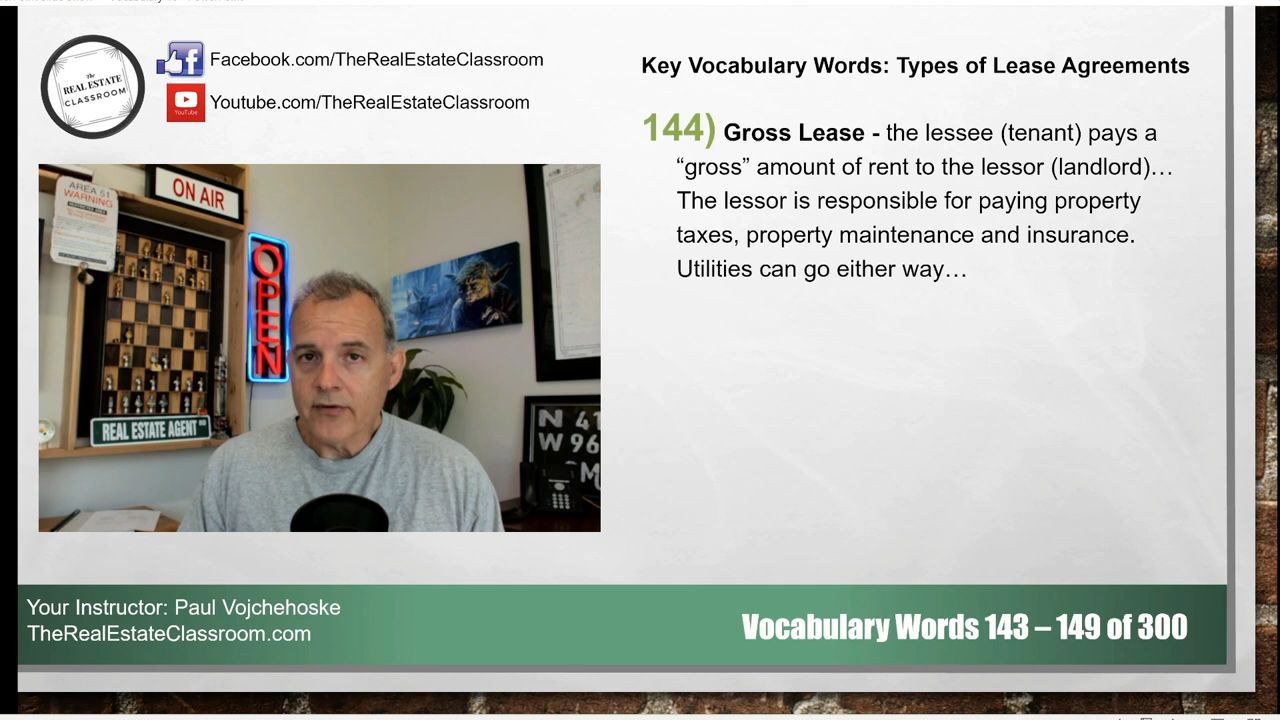 The
REAL ESTATE
CLASSROOM
Facebook.com/TheRealEstateClassroom
YouTube
Youtube.com/TheRealEstateClassroom
AREA 51
WARNING
ON AIR
OPEN
REAL ESTATE AGENT
N 41
W 96
Key Vocabulary Words: Types of Lease Agreements
144) Gross Lease - the lessee (tenant) pays a
“gross” amount of rent to the lessor (landlord)…
The lessor is responsible for paying property
taxes, property maintenance and insurance.
Utilities can go either way…
Your Instructor: Paul Vojchehoske
TheRealEstateClassroom.com
Vocabulary Words 143 – 149 of 300